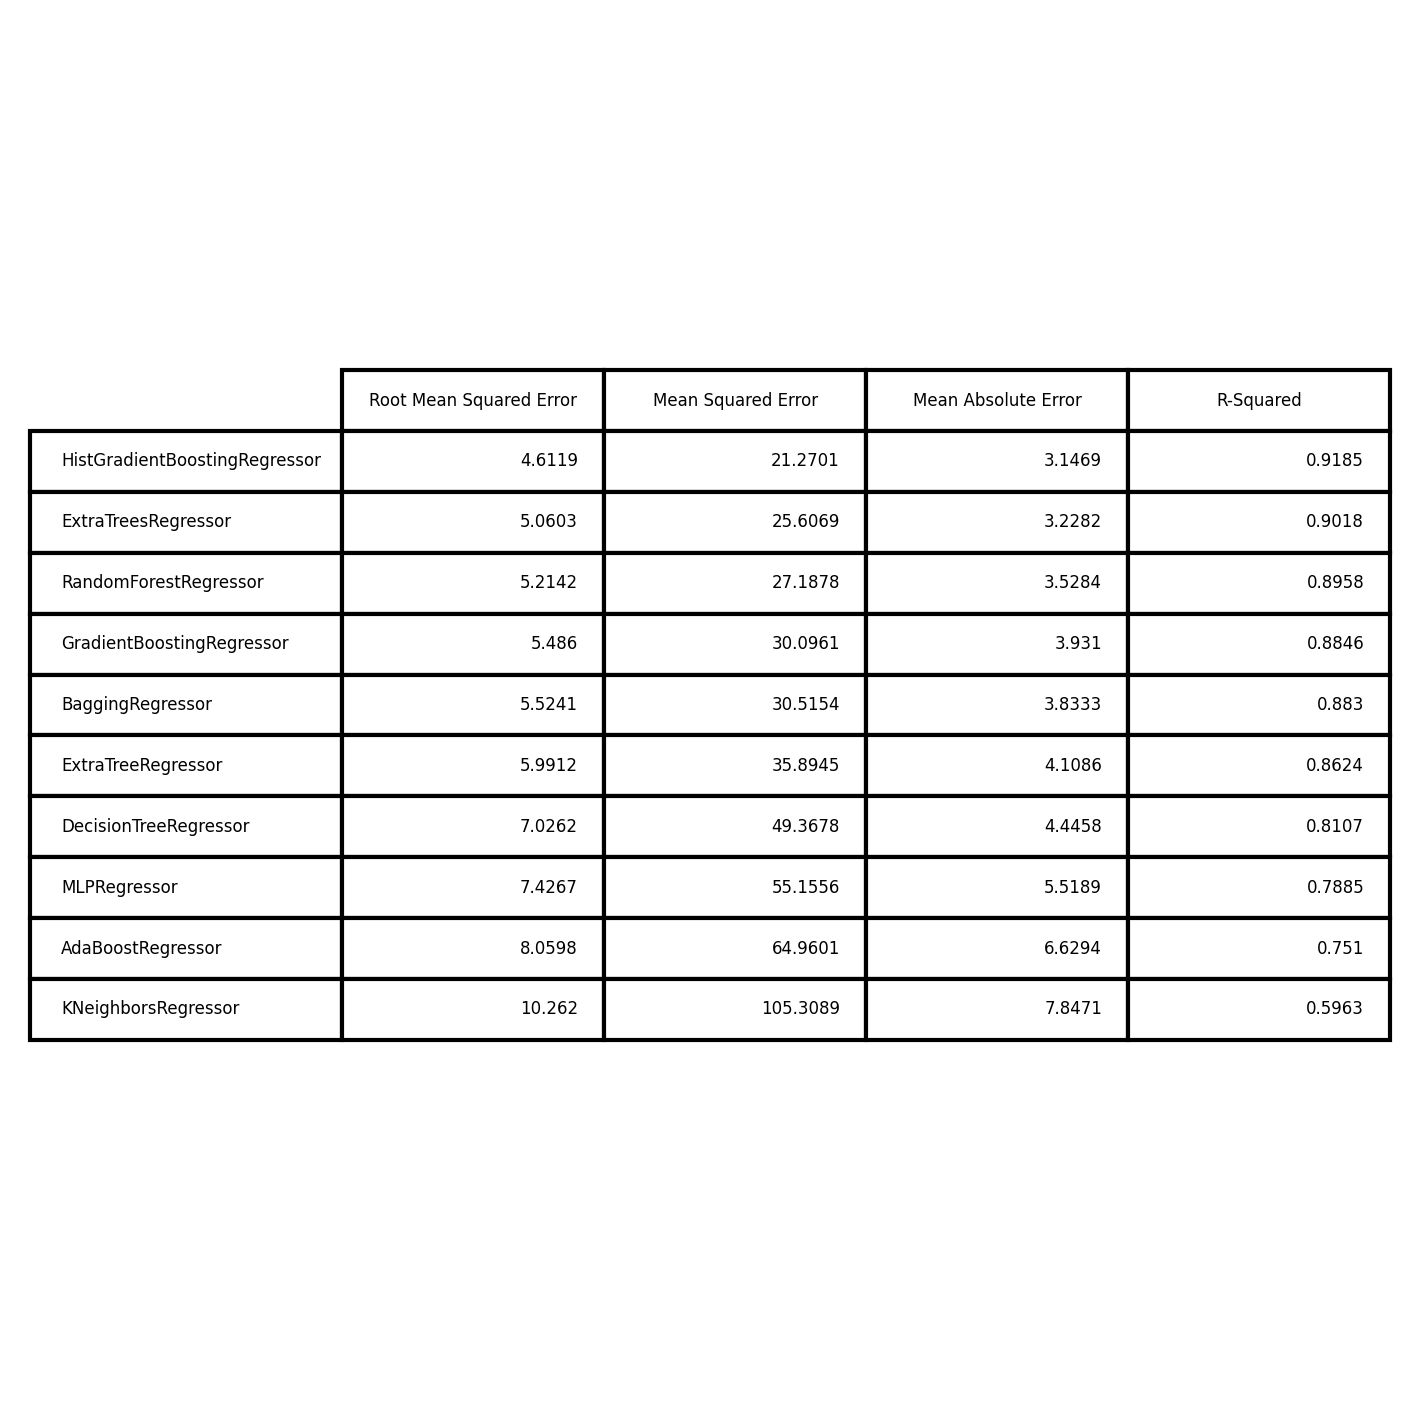 Root Mean Squared Error Mean Squared Error Mean Absolute Error R-Squared
HistGradientBoostingRegressor 4.6119 21.2701 3.1469 0.9185
ExtraTreesRegressor 5.0603 25.6069 3.2282 0.9018
RandomForestRegressor 5.2142 27.1878 3.5284 0.8958
GradientBoostingRegressor 5.486 30.0961 3.931 0.8846
BaggingRegressor 5.5241 30.5154 3.8333 0.883
ExtraTreeRegressor 5.9912 35.8945 4.1086 0.8624
DecisionTreeRegressor 7.0262 49.3678 4.4458 0.8107
MLPRegressor 7.4267 55.1556 5.5189 0.7885
AdaBoostRegressor 8.0598 64.9601 6.6294 0.751
KNeighborsRegressor 10.262 105.3089 7.8471 0.5963